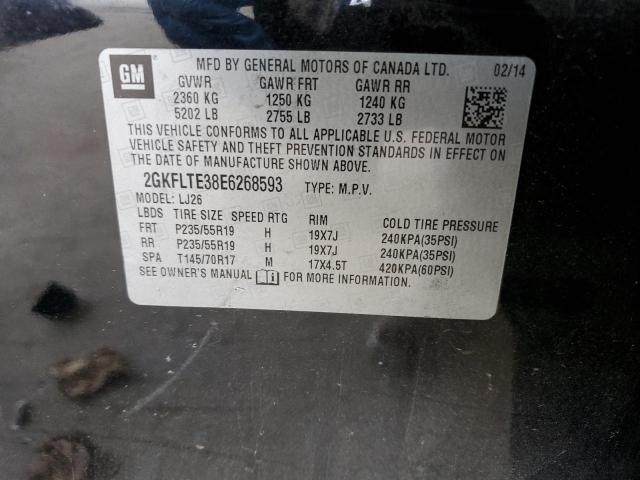 GM
MFD BY GENERAL MOTORS OF CANADA LTD. 02/14
GVWR GAWR FRT GAWR RR
2360 KG 1250 KG 1240 KG
5202 LB 2755 LB 2733 LB
THIS VEHICLE CONFORMS TO ALL APPLICABLE U.S. FEDERAL MOTOR
VEHICLE SAFETY AND THEFT PREVENTION STANDARDS IN EFFECT ON
THE DATE OF MANUFACTURE SHOWN ABOVE.
2GKFLTE38E6268593 TYPE: M.P.V.
MODEL: LJ26
LBDS TIRE SIZE SPEED RTG RIM COLD TIRE PRESSURE
FRT P235/55R19 H 19X7J 240KPA(35PSI)
RR P235/55R19 H 19X7J 240KPA(35PSI)
SPA T145/70R17 M 17X4.5T 420KPA(60PSI)
SEE OWNER'S MANUAL FOR MORE INFORMATION.